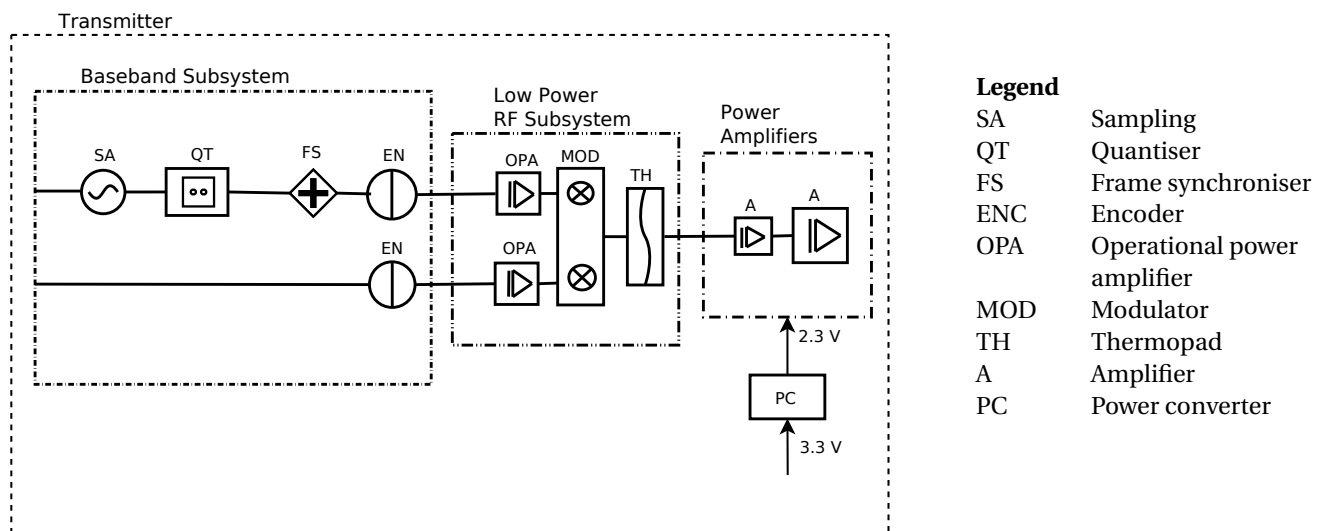 Transmitter
Baseband Subsystem
Low Power
RF Subsystem
Power
Amplifiers
SA
QT
FS
EN
OPA
MOD
TH
A
A
EN
OPA
2.3 V
PC
3.3 V
Legend
SA Sampling
QT Quantiser
FS Frame synchroniser
ENC Encoder
OPA Operational power
amplifier
MOD Modulator
TH Thermopad
A Amplifier
PC Power converter